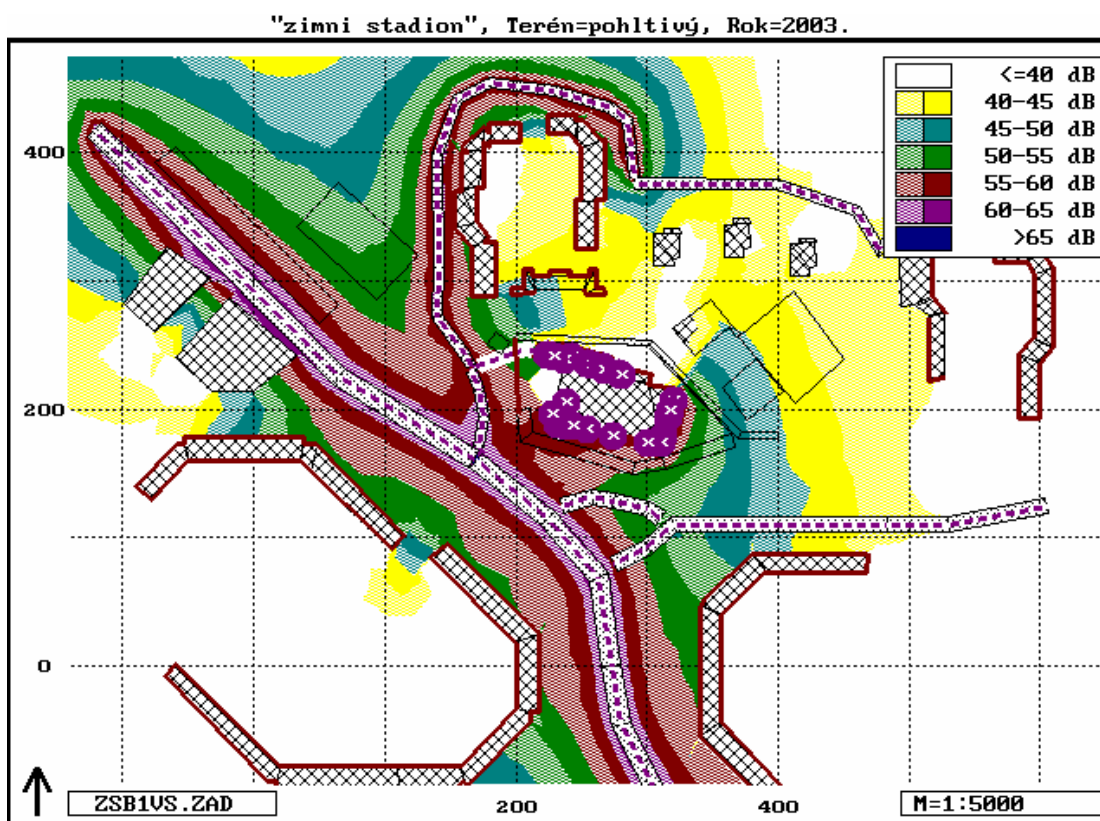 "zimni stadion", Terén=pohltivý, Rok=2003.
<=40 dB
40-45 dB
45-50 dB
50-55 dB
55-60 dB
60-65 dB
>65 dB
400
200
0
ZSB1VS.ZAD
200
400
M=1:5000